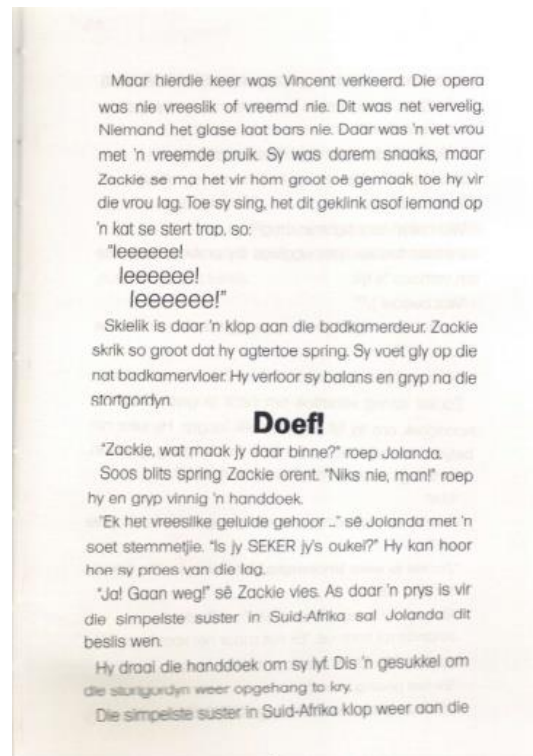 Maar hierdie keer was Vincent verkeerd. Die opera
was nie vreeslik of vreemd nie. Dit was net vervelig.
Niemand het glase laat bars nie. Daar was 'n vet vrou
met 'n vreemde pruik. Sy was darem snaaks, maar
Zackie se ma het vir hom groot oë gemaak toe hy vir
die vrou lag. Toe sy sing, het dit geklink asof iemand op
'n kat se stert trap, so:
"Ieeeeee!
Ieeeeee!
Ieeeeee!"
Skielik is daar 'n klop aan die badkamerdeur. Zackie
skrik so groot dat hy agtertoe spring. Sy voet gly op die
nat badkamervloer. Hy verloor sy balans en gryp na die
stortgordyn.
Doef!
"Zackie, wat maak jy daar binne?" roep Jolanda.
Soos blits spring Zackie orent. "Niks nie, man!" roep
hy en gryp vinnig 'n handdoek.
"Ek het vreeslike geluide gehoor ..." sê Jolanda met 'n
soet stemmetjie. "Is jy SEKER jy's oukei?" Hy kan hoor
hoe sy proes van die lag.
"Ja! Gaan weg!" sê Zackie vies. As daar 'n prys is vir
die simpelste suster in Suid-Afrika sal Jolanda dit
beslis wen.
Hy draai die handdoek om sy lyf. Dis 'n gesukkel om
die stortgordyn weer opgehang te kry.
Die simpelste suster in Suid-Afrika klop weer aan die